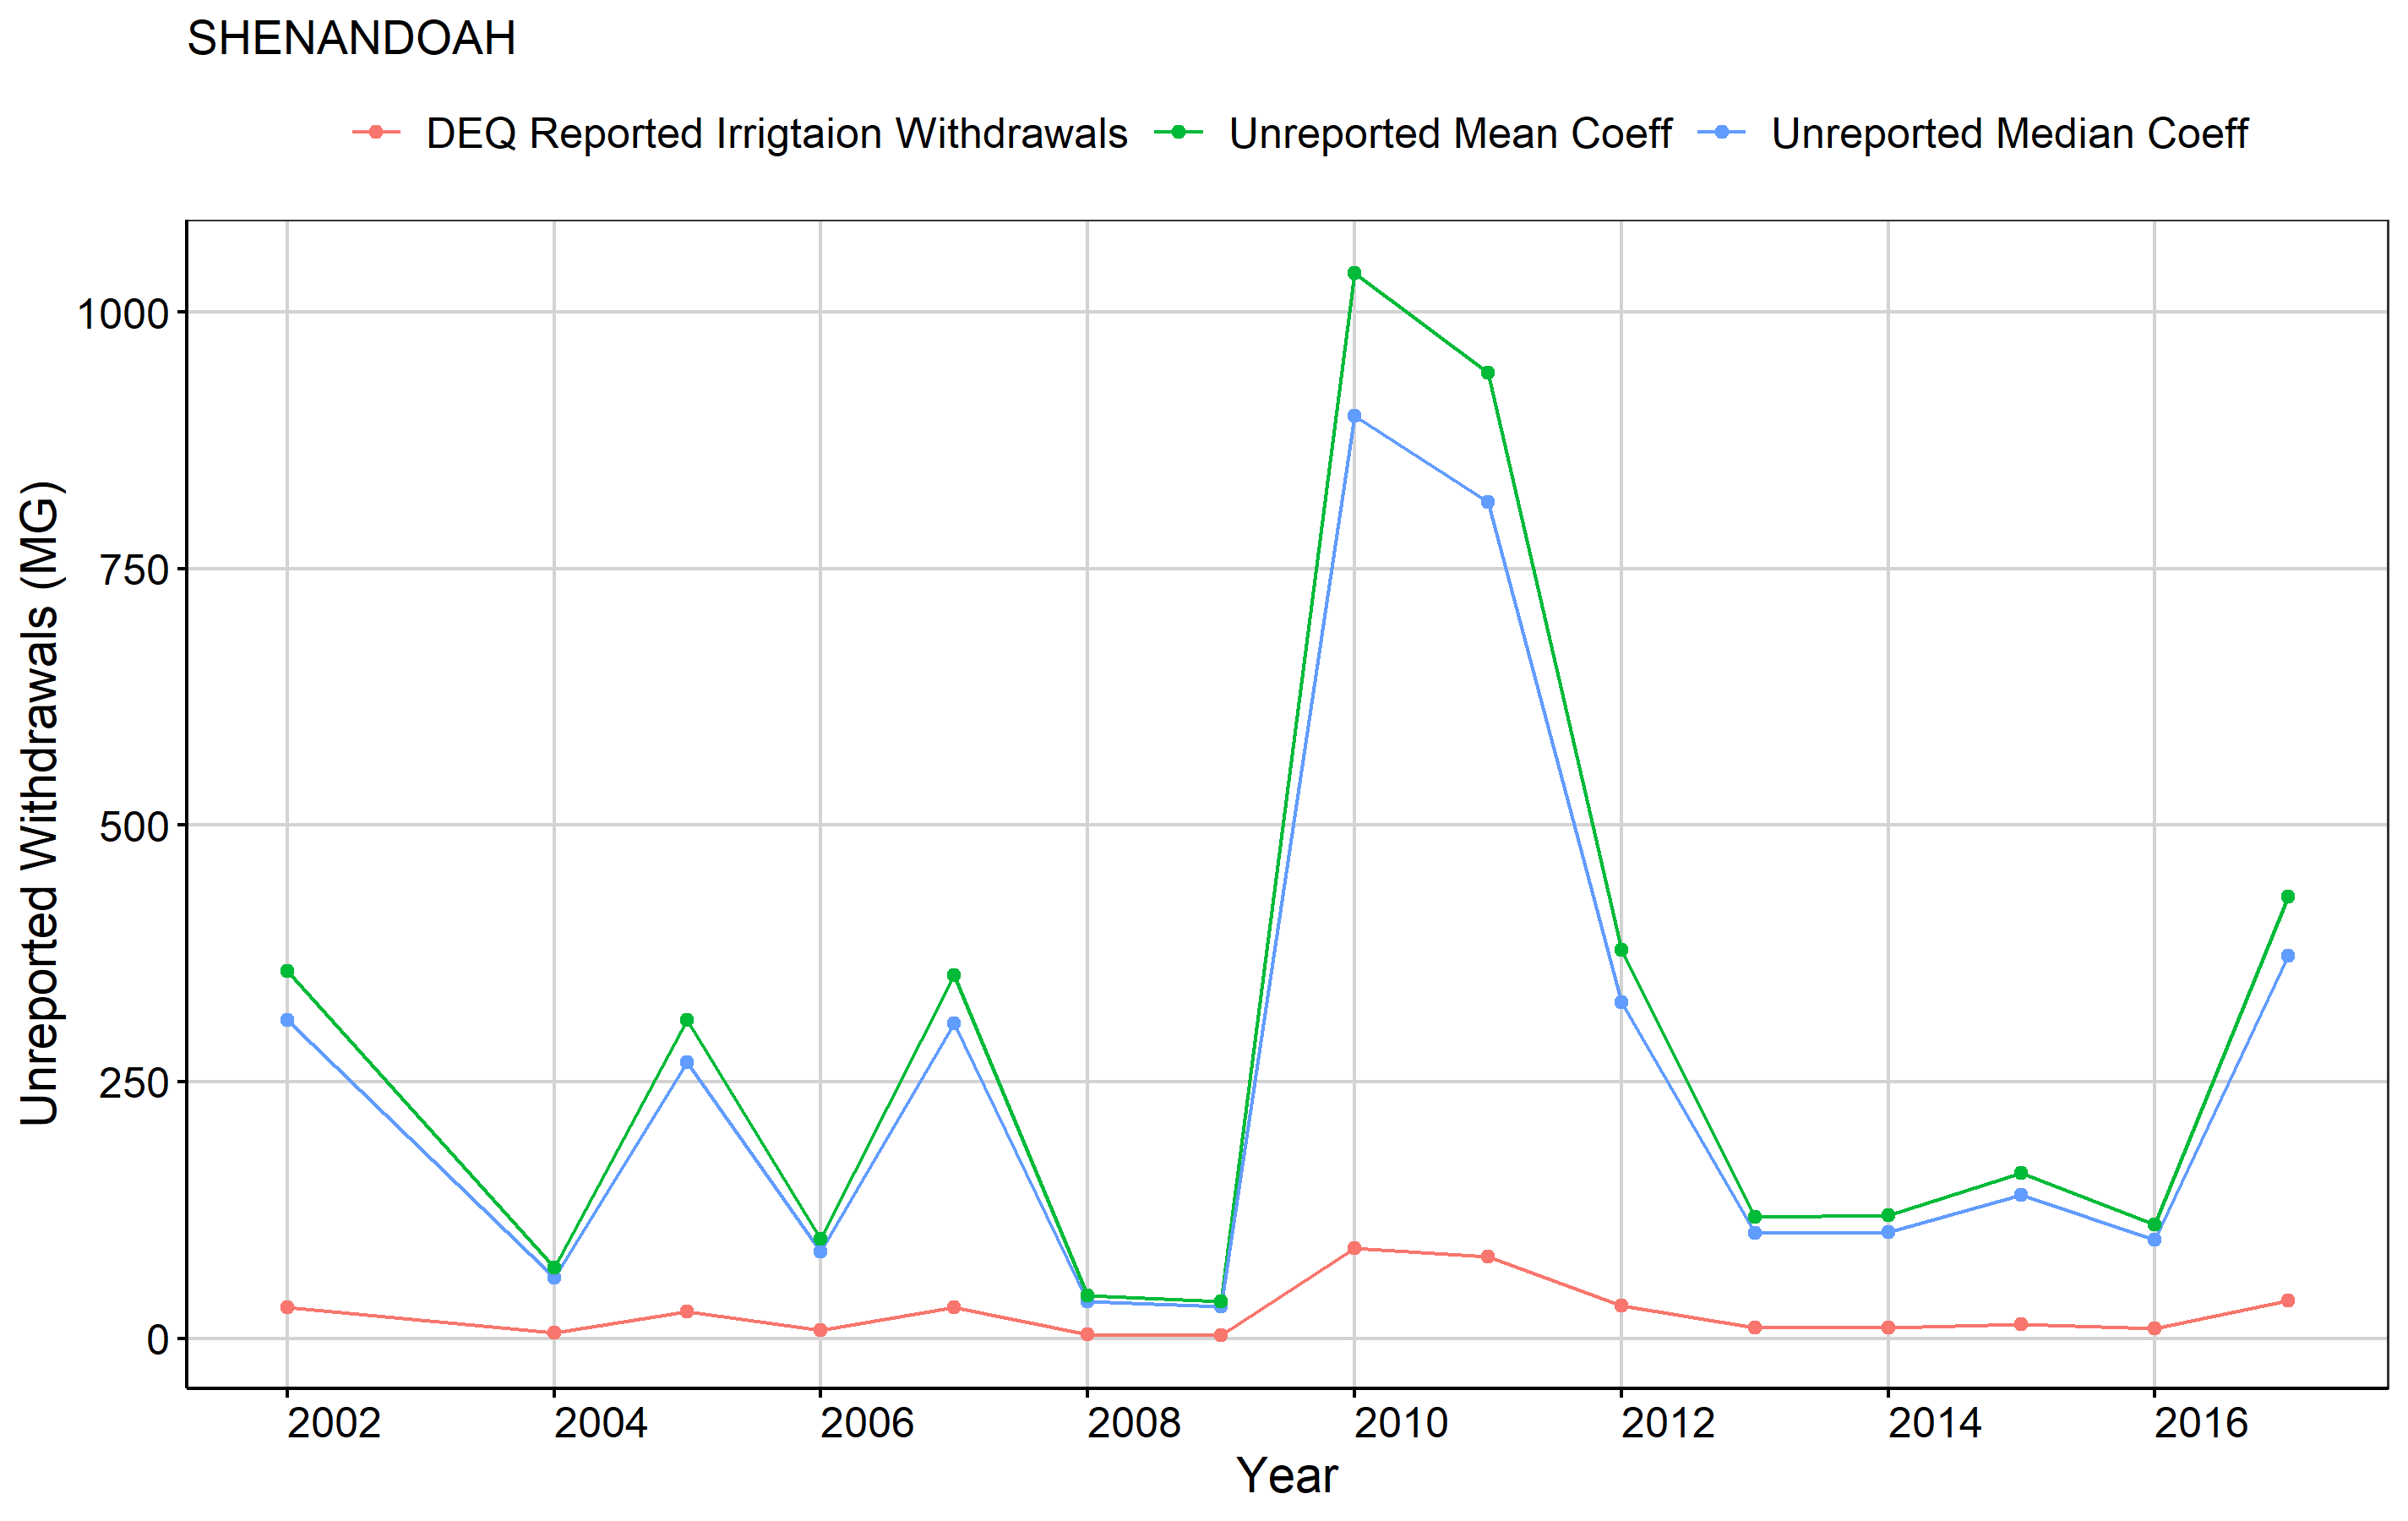 SHENANDOAH
DEQ Reported Irrigtaion Withdrawals Unreported Mean Coeff Unreported Median Coeff
Unreported Withdrawals (MG)
1000
750
500
250
0
2002 2004 2006 2008 2010 2012 2014 2016
Year